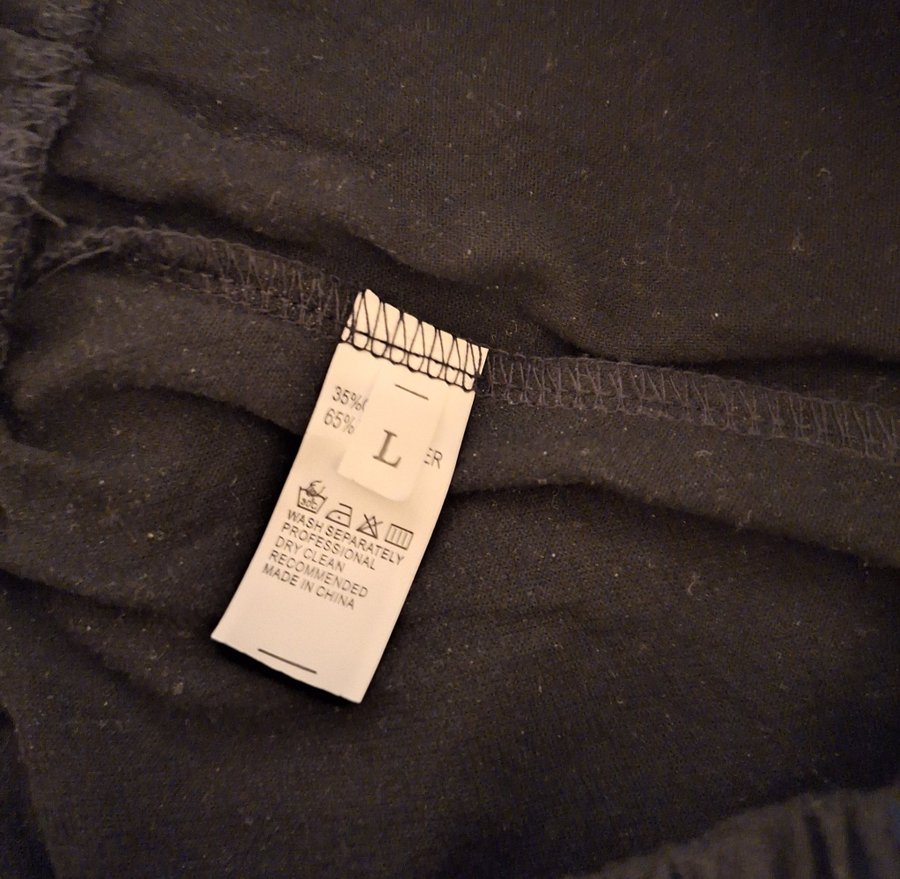 35%
65%
ER
L
WASH SEPARATELY
PROFESSIONAL
DRY CLEAN
RECOMMENDED
MADE IN CHINA